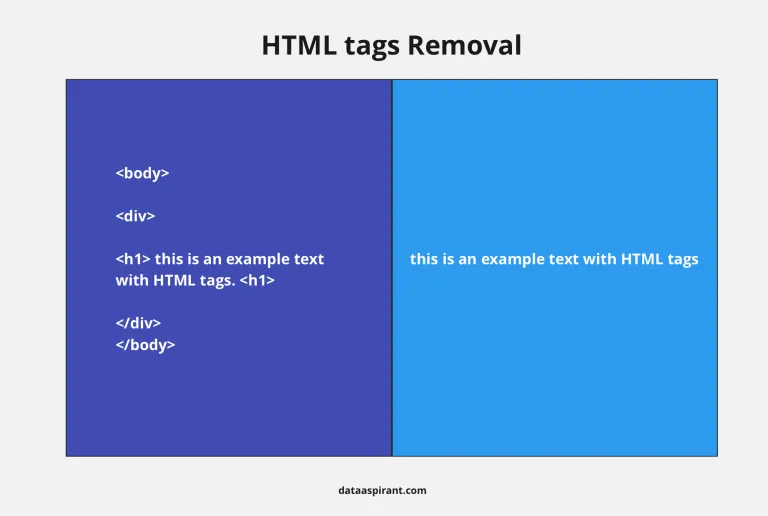 HTML tags Removal
<body>
<div>
<h1> this is an example text
with HTML tags. <h1>
</div>
</body>
this is an example text with HTML tags
dataaspirant.com